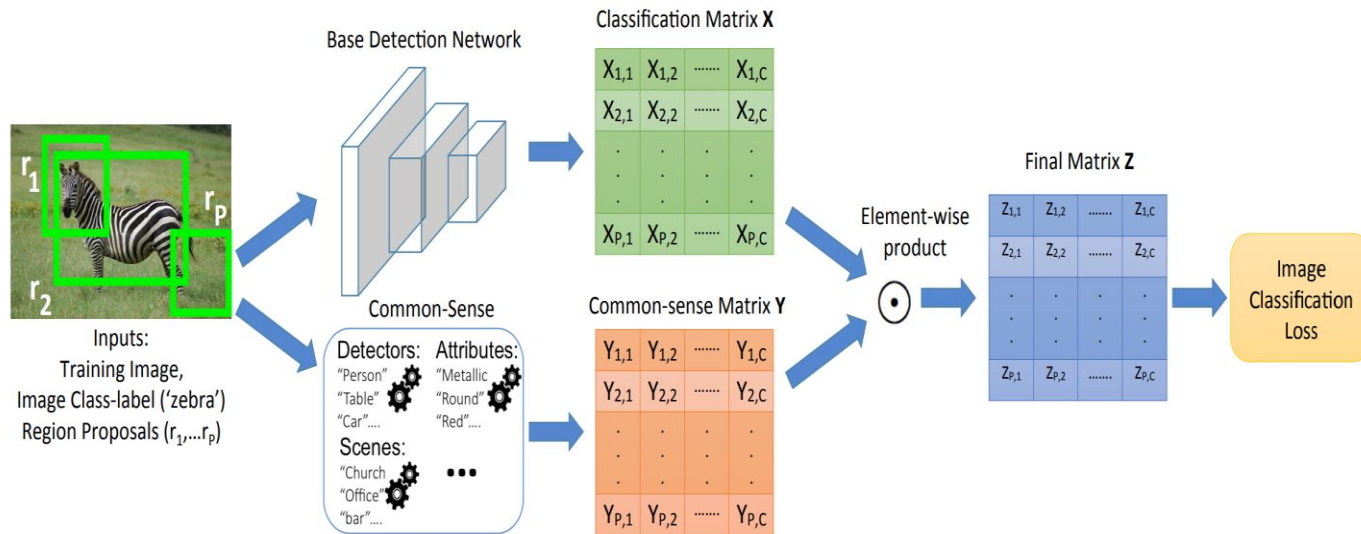 r1
r2
rP
Inputs:
Training Image,
Image Class-label (‘zebra’)
Region Proposals (r1,...rP)
Base Detection Network
Common-Sense
Detectors:
“Person”
“Table”
“Car”....
Attributes:
“Metallic
“Round”
“Red”....
Scenes:
“Church
“Office”
“bar”....
...
Classification Matrix X
X1,1 X1,2 ....... X1,C
X2,1 X2,2 ....... X2,C
. . . .
. . . .
XP,1 XP,2 ....... XP,C
Common-sense Matrix Y
Y1,1 Y1,2 ....... Y1,C
Y2,1 Y2,2 ....... Y2,C
. . . .
. . . .
YP,1 YP,2 ....... YP,C
Element-wise
product
Final Matrix Z
Z1,1 Z1,2 ....... Z1,C
Z2,1 Z2,2 ....... Z2,C
. . . .
. . . .
ZP,1 ZP,2 ....... ZP,C
Image
Classification
Loss